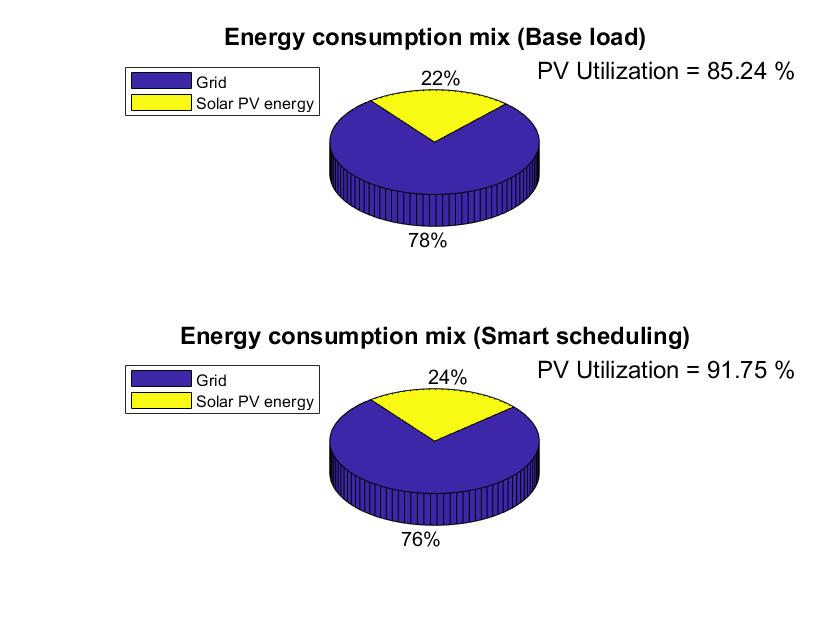 Energy consumption mix (Base load)
PV Utilization = 85.24 %
Grid
Solar PV energy
22%
78%
Energy consumption mix (Smart scheduling)
PV Utilization = 91.75 %
Grid
Solar PV energy
24%
76%